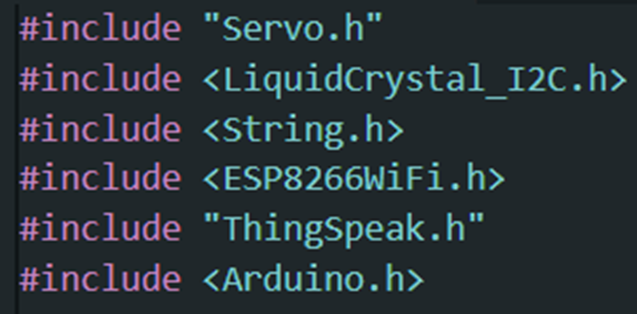 #include "Servo.h"
#include <LiquidCrystal_I2C.h>
#include <String.h>
#include <ESP8266WiFi.h>
#include "ThingSpeak.h"
#include <Arduino.h>